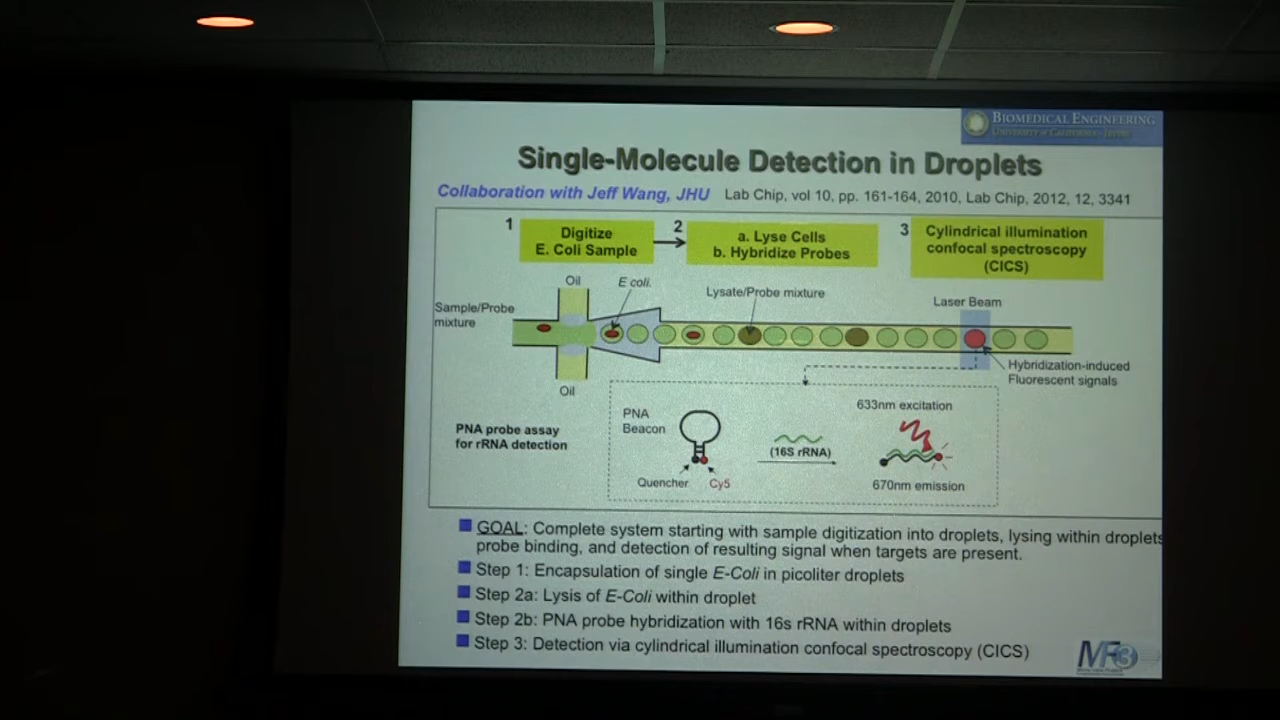 BIOMEDICAL ENGINEERING
UNIVERSITY of CALIFORNIA · IRVINE
Single-Molecule Detection in Droplets
Collaboration with Jeff Wang, JHU Lab Chip, vol 10, pp. 161-164, 2010, Lab Chip, 2012, 12, 3341
1
Digitize
E. Coli Sample
2
a. Lyse Cells
b. Hybridize Probes
3
Cylindrical illumination
confocal spectroscopy
(CICS)
Oil
E coli.
Lysate/Probe mixture
Laser Beam
Sample/Probe
mixture
Oil
Hybridization-induced
Fluorescent signals
PNA probe assay
for rRNA detection
PNA
Beacon
Quencher
Cy5
(16S rRNA)
633nm excitation
670nm emission
GOAL: Complete system starting with sample digitization into droplets, lysing within droplets
probe binding, and detection of resulting signal when targets are present.
Step 1: Encapsulation of single E-Coli in picoliter droplets
Step 2a: Lysis of E-Coli within droplet
Step 2b: PNA probe hybridization with 16s rRNA within droplets
Step 3: Detection via cylindrical illumination confocal spectroscopy (CICS)
MF3